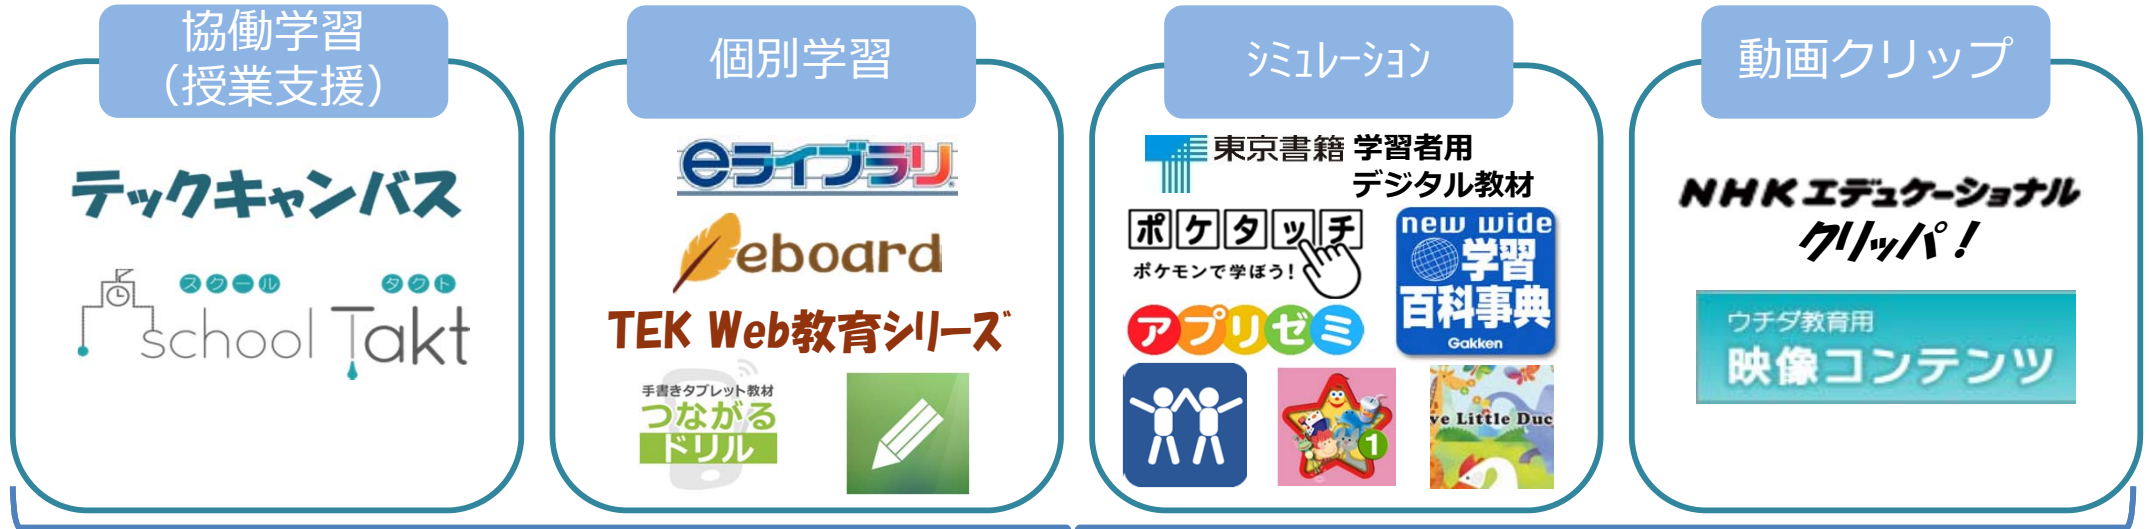 協働学習
（授業支援）
テックキャンバス
スクール タクト
school Takt
個別学習
eライブラリ
eboard
TEK Web教育シリーズ
手書きタブレット教材
つながる
ドリル
ｼﾐｭﾚｰｼｮﾝ
東京書籍 学習者用
デジタル教材
ポケタッチ
ポケモンで学ぼう!
new wide
学習
百科事典
Gakken
アプリゼミ
1
ve Little Duc
動画クリップ
NHKエデュケーショナル
クリッパ！
ウチダ教育用
映像コンテンツ